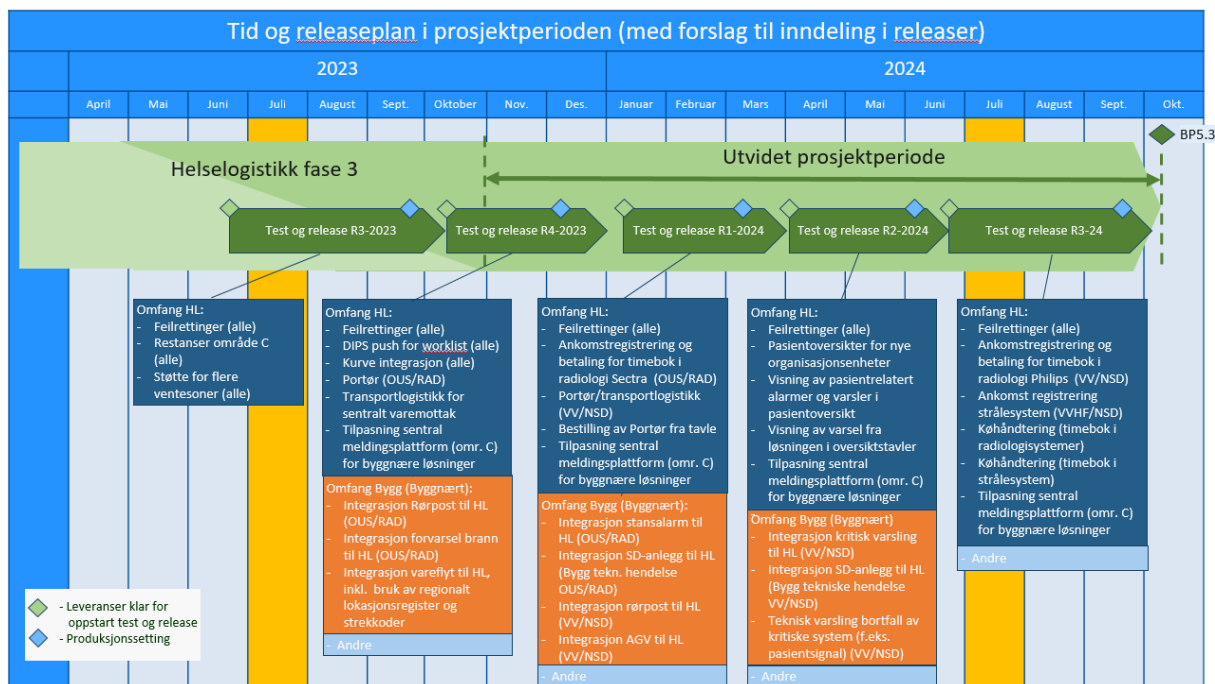 Tid og releaseplan i prosjektperioden (med forslag til inndeling i releaser)
2023
2024
April
Mai
Juni
Juli
August
Sept.
Oktober
Nov.
Des.
Januar
Februar
Mars
April
Mai
Juni
Juli
August
Sept.
Okt.
BP5.3
Helselogistikk fase 3
Utvidet prosjektperiode
Test og release R3-2023
Test og release R4-2023
Test og release R1-2024
Test og release R2-2024
Test og release R3-24
Omfang HL:
- Feilrettinger (alle)
- Restanser område C
(alle)
- Støtte for flere
ventesoner (alle)
Omfang HL:
- Feilrettinger (alle)
- DIPS push for worklist (alle)
- Kurve integrasjon (alle)
- Portør (OUS/RAD)
- Transportlogistikk for
sentralt varemottak
- Tilpasning sentral
meldingsplattform (omr. C)
for byggnære løsninger
Omfang Bygg (Byggnært):
- Integrasjon Rørpost til HL
(OUS/RAD)
- Integrasjon forvarsel brann
til HL (OUS/RAD)
- Integrasjon vareflyt til HL,
inkl. bruk av regionalt
lokasjonsregister og
strekkoder
- Andre
Omfang HL:
- Feilrettinger (alle)
- Ankomstregistrering og
betaling for timebok i
radiologi Sectra (OUS/RAD)
- Portør/transportlogistikk
(VV/NSD)
- Bestilling av Portør fra tavle
- Tilpasning sentral
meldingsplattform (omr. C)
for byggnære løsninger
Omfang Bygg (Byggnært):
- Integrasjon stansalarm til
HL (OUS/RAD)
- Integrasjon SD-anlegg til HL
(Bygg tekn. hendelse
OUS/RAD)
- Integrasjon rørpost til HL
(VV/NSD)
- Integrasjon AGV til HL
(VV/NSD)
- Andre
Omfang HL:
- Feilrettinger (alle)
- Pasientoversikter for nye
organisjonsenheter
- Visning av pasientrelatert
alarmer og varsler i
pasientoversikt
- Visning av varsel fra
løsningen i oversiktstavler
- Tilpasning sentral
meldingsplattform (omr. C)
for byggnære løsninger
Omfang Bygg (Byggnært)
- Integrasjon kritisk varsling
til HL (VV/NSD)
- Integrasjon SD-anlegg til HL
(Bygg tekniske hendelse
VV/NSD)
- Teknisk varsling bortfall av
kritiske system (f.eks.
pasientsignal) (VV/NSD)
- Andre
Omfang HL:
- Feilrettinger (alle)
- Ankomstregistrering og
betaling for timebok i
radiologi Philips (VV/NSD)
- Ankomst registrering
strålesystem (VVHF/NSD)
- Køhåndtering (timebok i
radiologisystemer)
- Køhåndtering (timebok i
strålesystem)
- Tilpasning sentral
meldingsplattform (omr. C)
for byggnære løsninger
- Andre
- Leveranser klar for
oppstart test og release
- Produksjonssetting